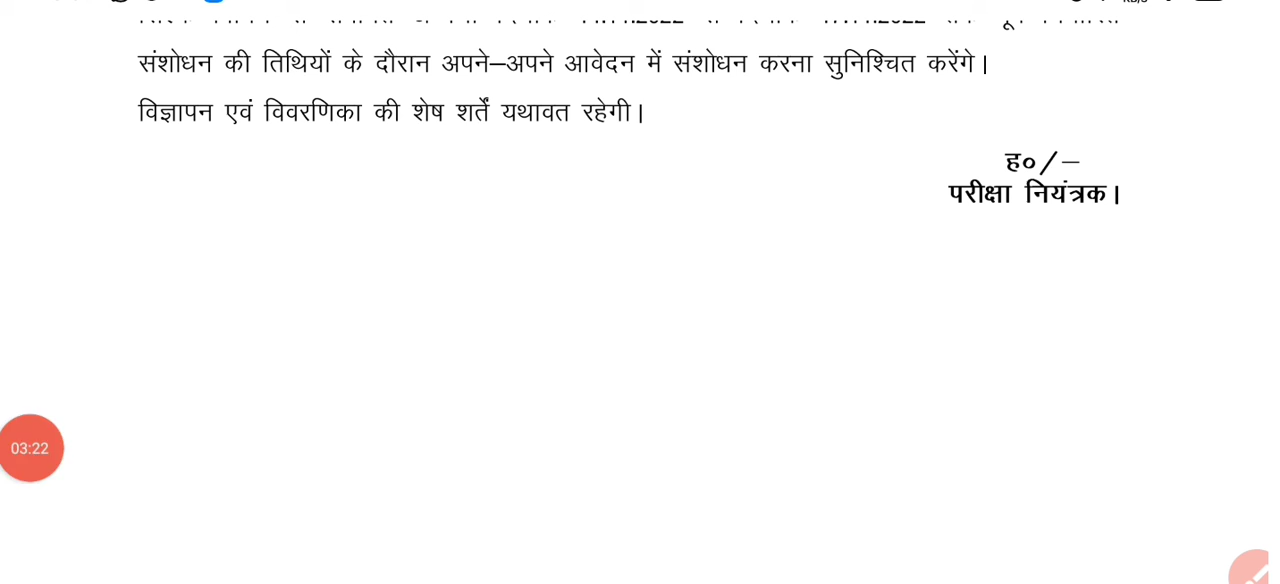 संशोधन की तिथियों के दौरान अपने–अपने आवेदन में संशोधन करना सुनिश्चित करेंगे।
विज्ञापन एवं विवरणिका की शेष शर्तें यथावत रहेगी।
ह०/–
परीक्षा नियंत्रक।
03:22